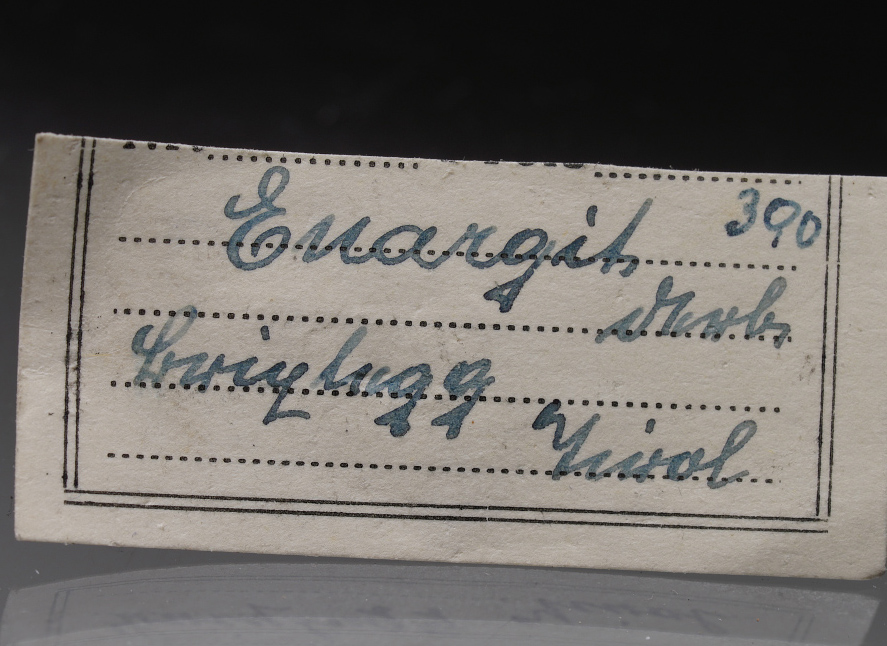 Enargit 390
derb
Brixlegg
Tirol